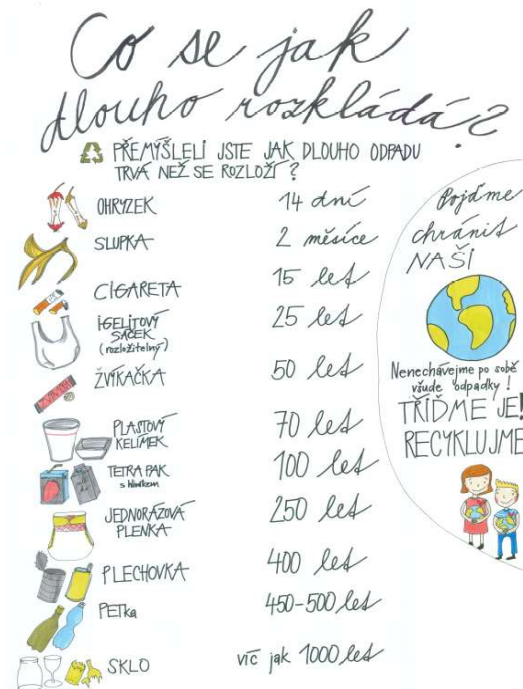 Co se jak
dlouho rozkládá?
PŘEMÝŠLELI JSTE JAK DLOUHO ODPADU
TRVÁ NEŽ SE ROZLOŽÍ?
OHRYZEK 14 dní
SLUPKA 2 měsíce
CIGARETA 15 let
IGELITOVÝ
SÁČEK
(rozložitelný) 25 let
ŽVÝKAČKA 50 let
PLASTOVÝ
KELÍMEK 70 let
TETRA PAK
s hliníkem 100 let
JEDNORÁZOVÁ
PLENKA 250 let
PLECHOVKA 400 let
PETka 450-500 let
SKLO víc jak 1000 let
Pojďme
chránit
NAŠI
Nenechávejme po sobě
všude odpadky!
TŘÍĎME JE!
RECYKLUJME